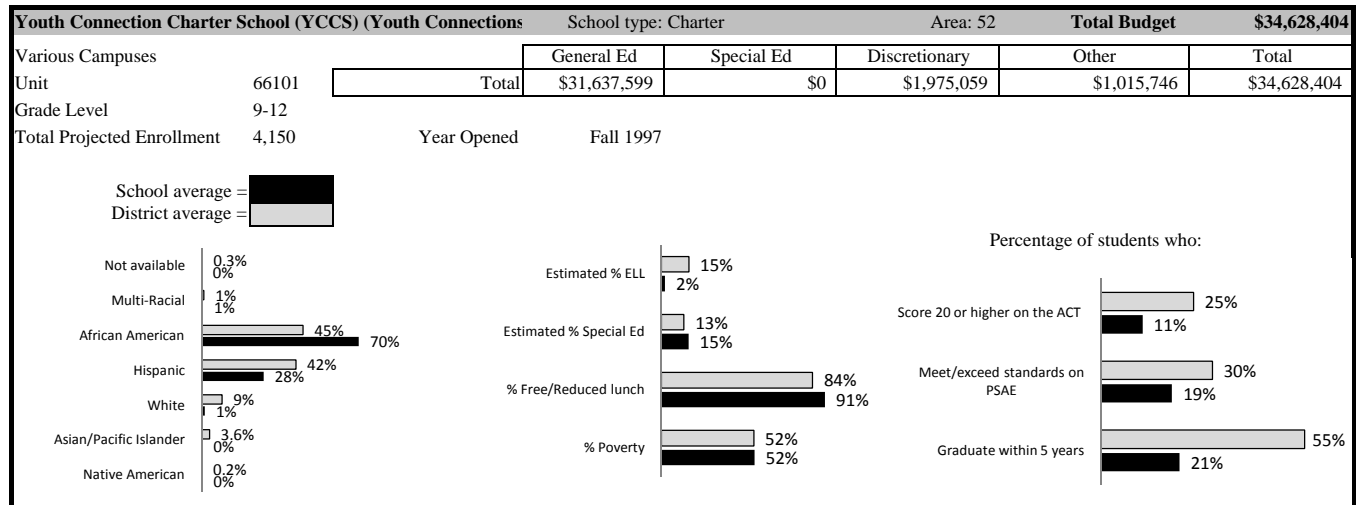 Youth Connection Charter School (YCCS) (Youth Connections School type: Charter Area: 52 Total Budget $34,628,404
Various Campuses General Ed Special Ed Discretionary Other Total
Unit 66101 Total $31,637,599 $0 $1,975,059 $1,015,746 $34,628,404
Grade Level 9-12
Total Projected Enrollment 4,150 Year Opened Fall 1997
School average =
District average =
Not available 0.3%
0%
Multi-Racial 1%
1%
African American 45%
70%
Hispanic 42%
28%
White 9%
1%
Asian/Pacific Islander 3.6%
0%
Native American 0.2%
0%
Estimated % ELL 15%
2%
Estimated % Special Ed 13%
15%
% Free/Reduced lunch 84%
91%
% Poverty 52%
52%
Percentage of students who:
Score 20 or higher on the ACT 25%
11%
Meet/exceed standards on
PSAE
30%
19%
Graduate within 5 years 55%
21%